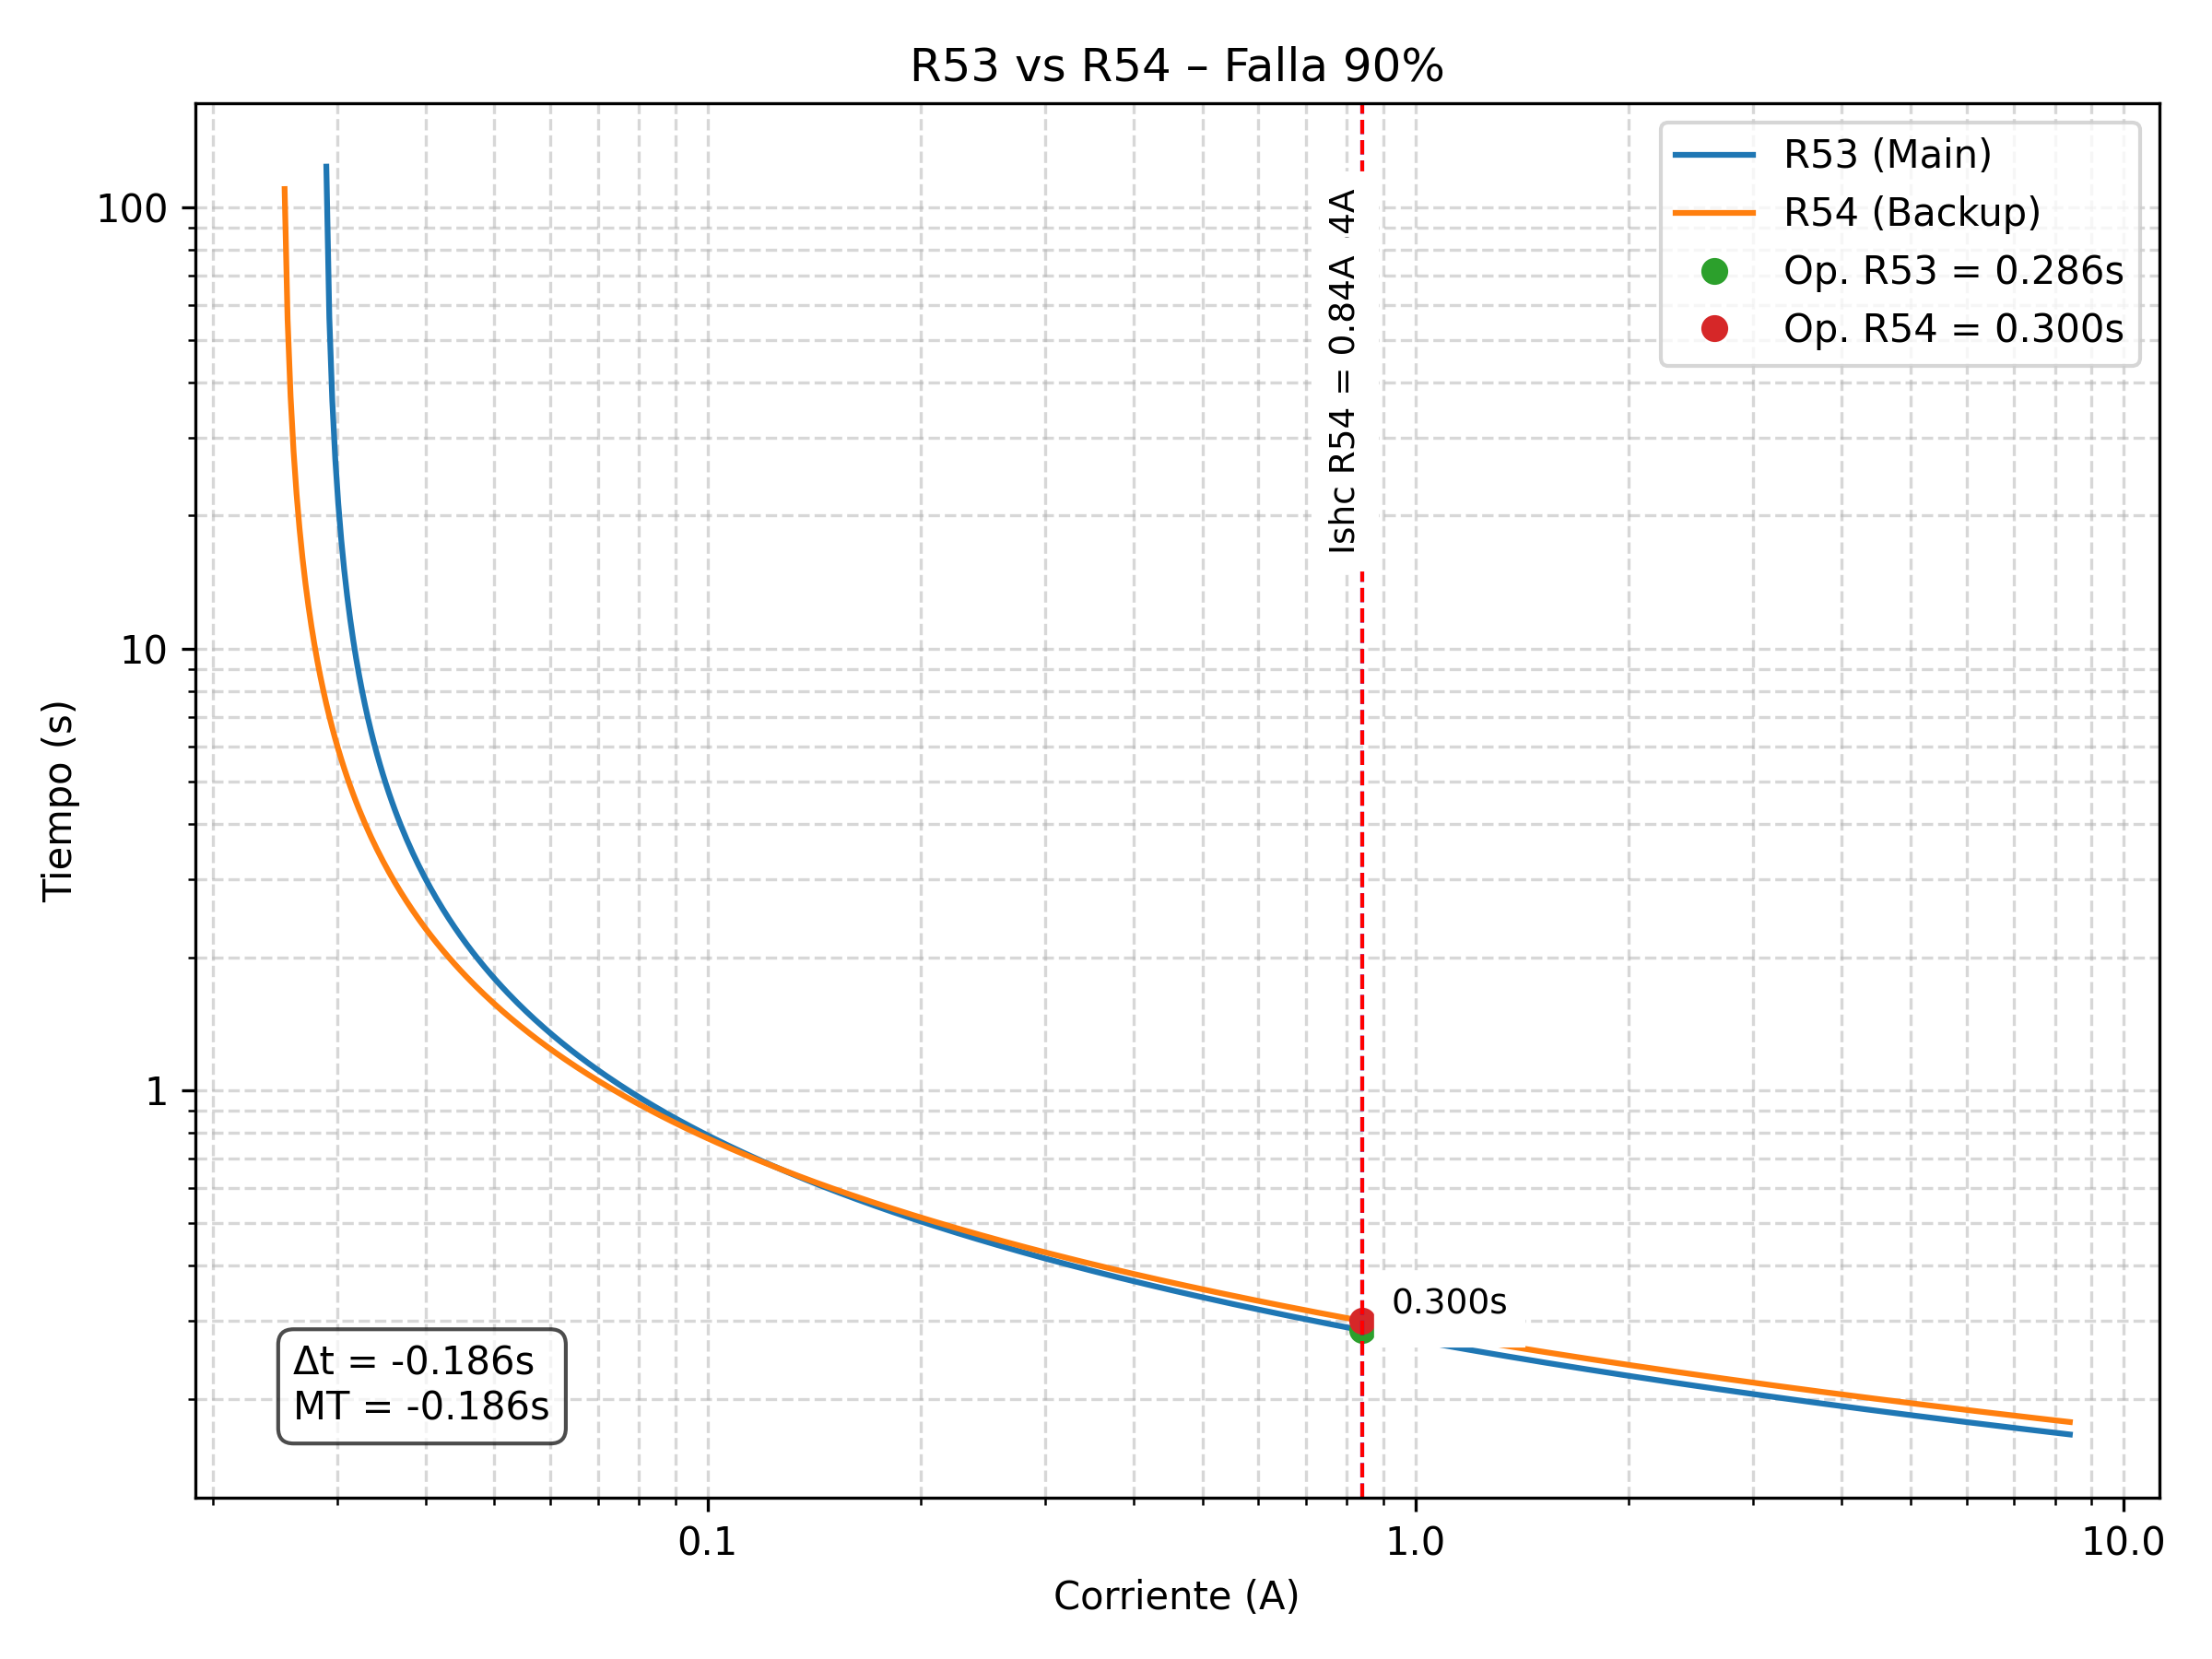 R53 vs R54 – Falla 90%
R53 (Main)
R54 (Backup)
Op. R53 = 0.286s
Op. R54 = 0.300s
Ishc R54 = 0.84A
4A
100
10
1
Tiempo (s)
0.300s
Δt = -0.186s
MT = -0.186s
0.1
1.0
10.0
Corriente (A)